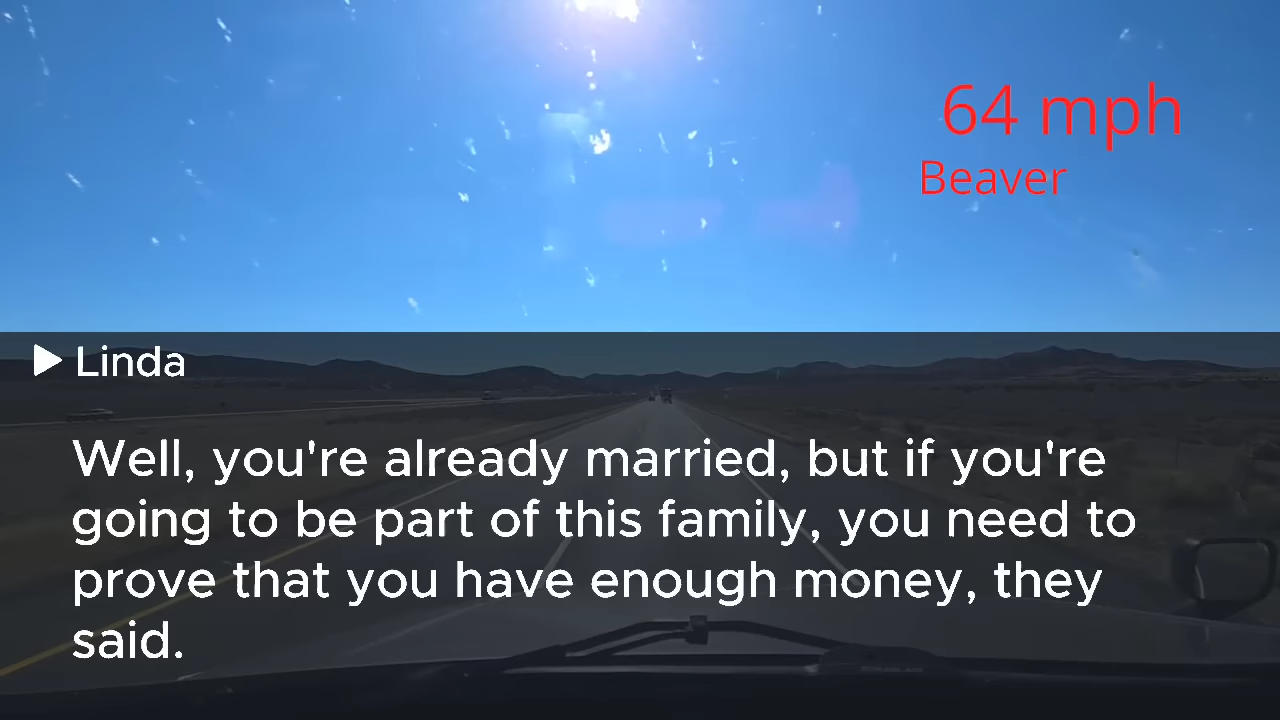 64 mph
Beaver
Linda
Well, you're already married, but if you're
going to be part of this family, you need to
prove that you have enough money, they
said.